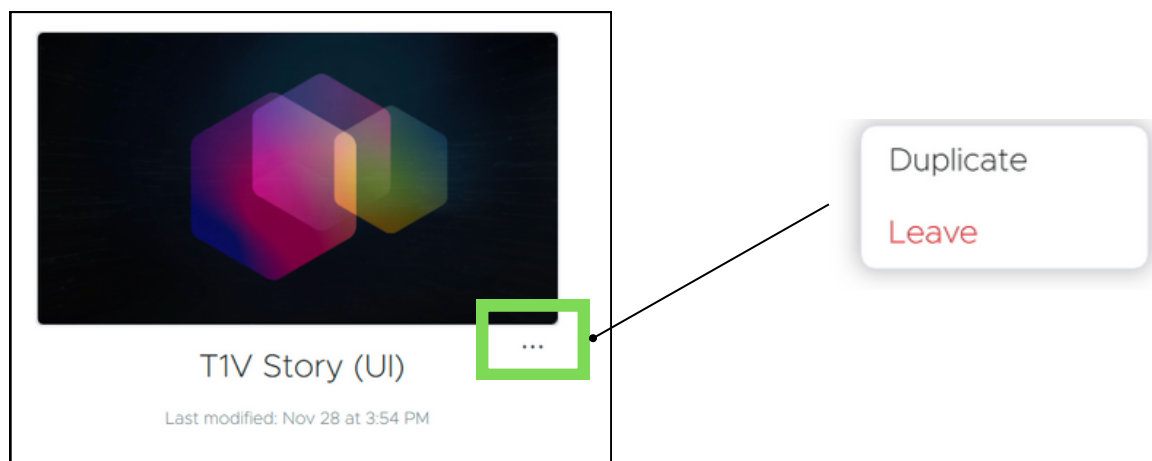 ...
T1V Story (UI)
Last modified: Nov 28 at 3:54 PM
Duplicate
Leave